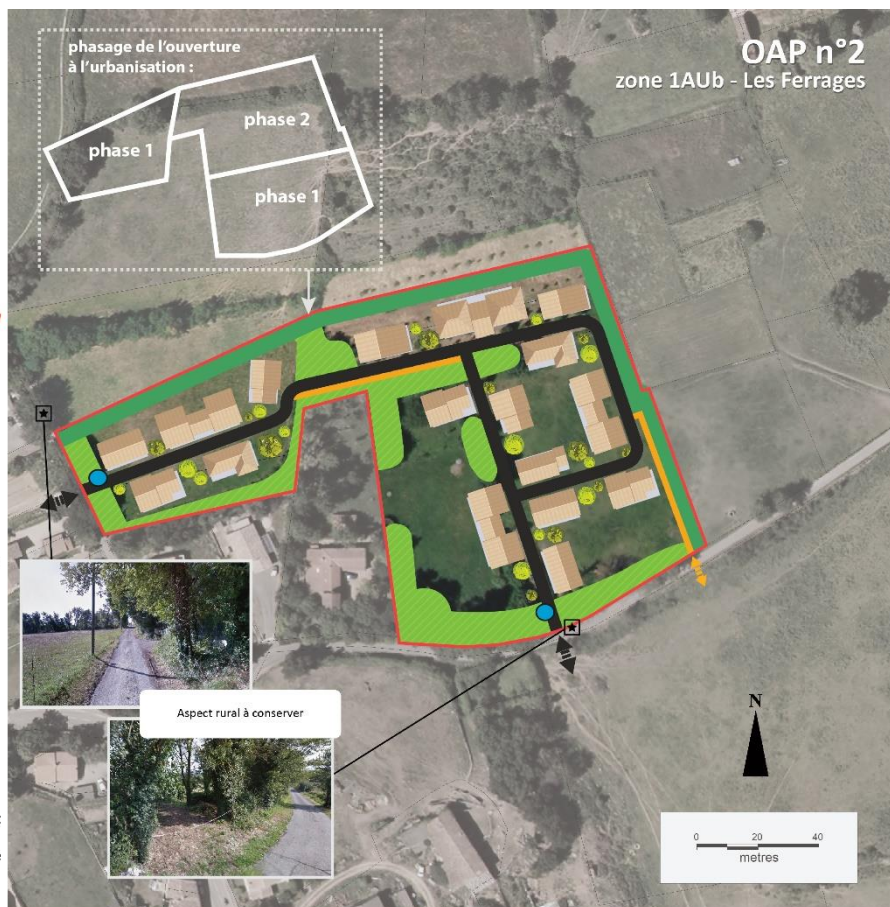 phasage de l'ouverture
à l'urbanisation :
phase 1
phase 2
phase 1
OAP n°2
zone 1AUb - Les Ferrages
Aspect rural à conserver
N
0 20 40
metres